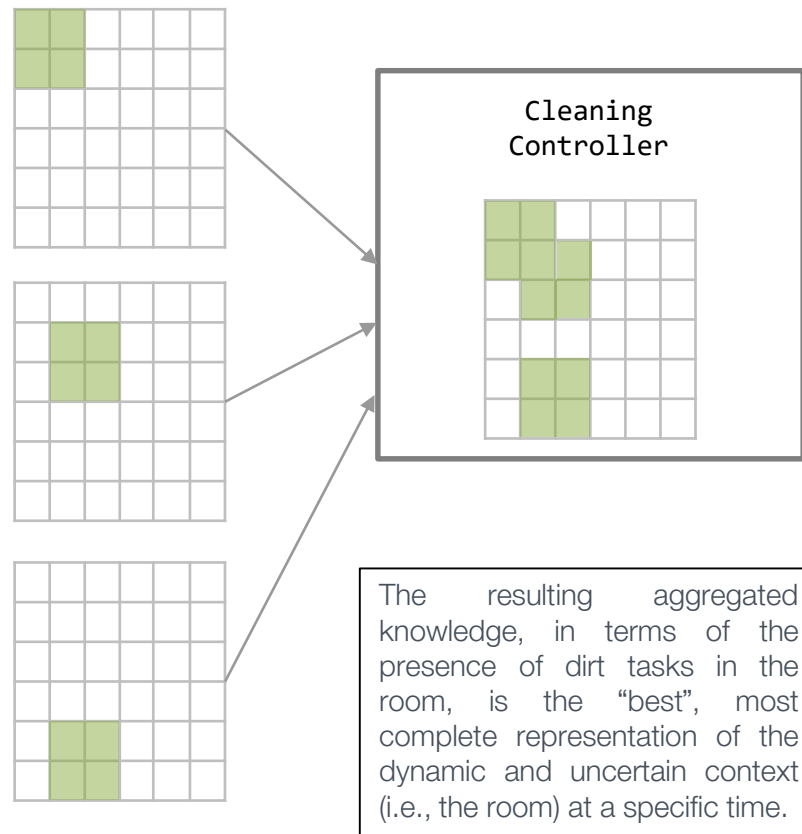 Cleaning
Controller
The resulting aggregated
knowledge, in terms of the
presence of dirt tasks in the
room, is the “best”, most
complete representation of the
dynamic and uncertain context
(i.e., the room) at a specific time.